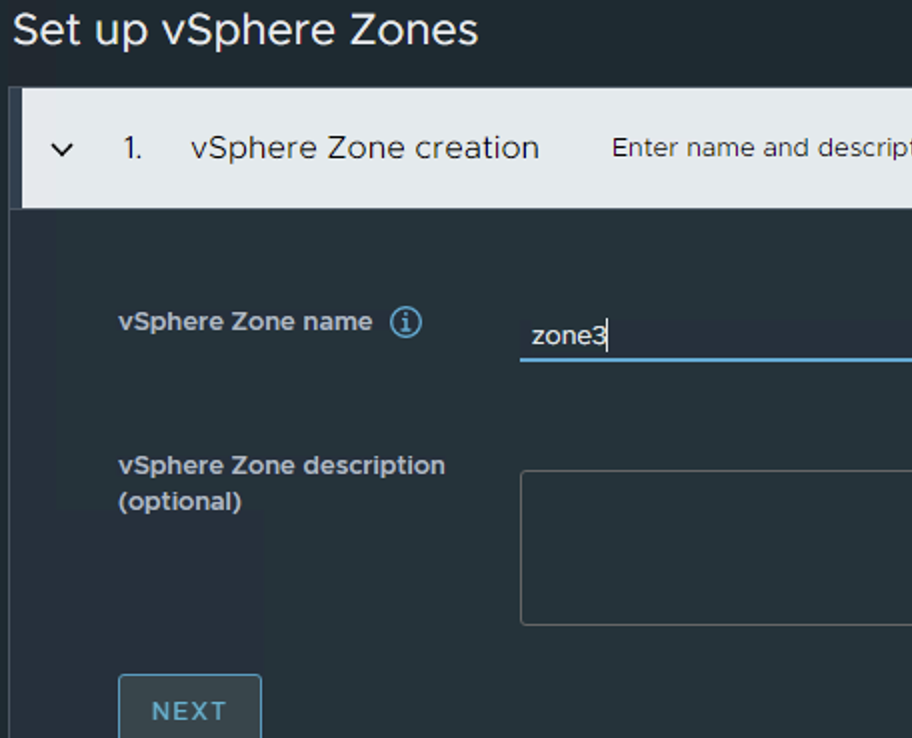 Set up vSphere Zones
1. vSphere Zone creation Enter name and descript
vSphere Zone name
zone3
vSphere Zone description
(optional)
NEXT